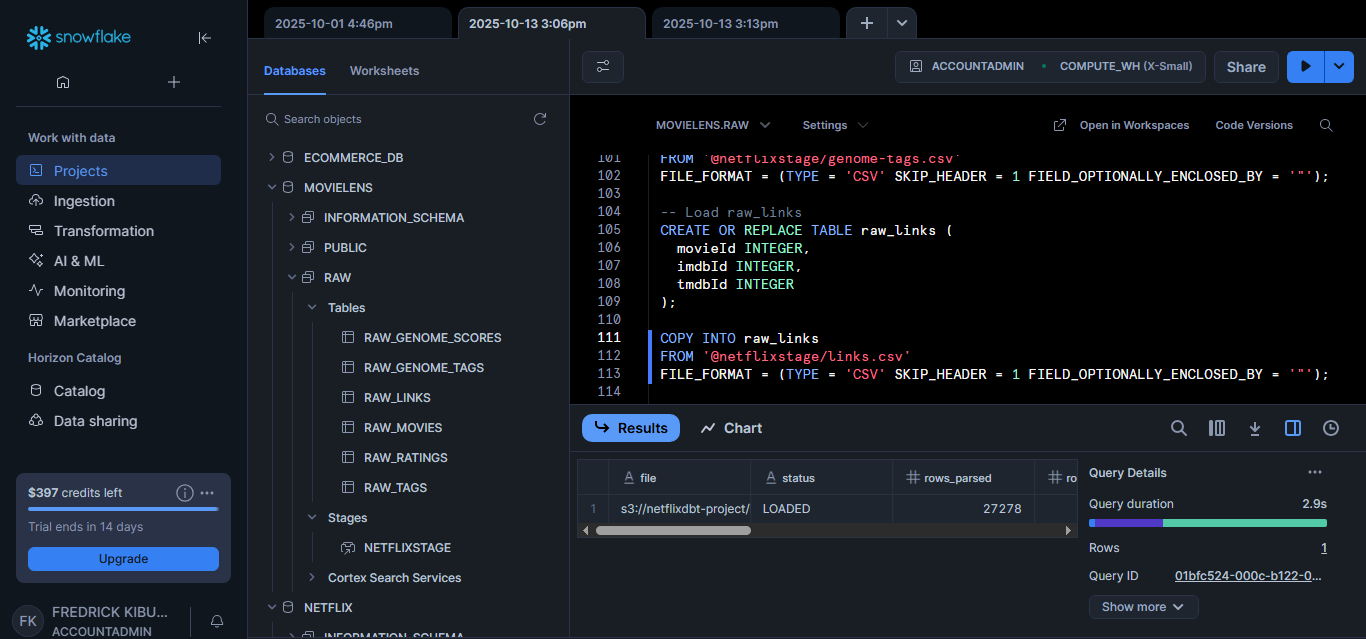 snowflake
Work with data
Projects
Ingestion
Transformation
AI & ML
Monitoring
Marketplace
Horizon Catalog
Catalog
Data sharing
$397 credits left
Trial ends in 14 days
Upgrade
FK
FREDRICK KIBU...
ACCOUNTADMIN
2025-10-01 4:46pm
2025-10-13 3:06pm
2025-10-13 3:13pm
Databases
Worksheets
Search objects
ECOMMERCE_DB
MOVIELENS
INFORMATION_SCHEMA
PUBLIC
RAW
Tables
RAW_GENOME_SCORES
RAW_GENOME_TAGS
RAW_LINKS
RAW_MOVIES
RAW_RATINGS
RAW_TAGS
Stages
NETFLIXSTAGE
Cortex Search Services
NETFLIX
INFORMATION_SCHEMA
ACCOUNTADMIN
COMPUTE_WH (X-Small)
Share
MOVIELENS.RAW
Settings
Open in Workspaces
Code Versions
101 FROM '@netflixstage/genome-tags.csv'
102 FILE_FORMAT = (TYPE = 'CSV' SKIP_HEADER = 1 FIELD_OPTIONALLY_ENCLOSED_BY = '"');
103
104 -- Load raw_links
105 CREATE OR REPLACE TABLE raw_links (
106 movieId INTEGER,
107 imdbId INTEGER,
108 tmdbId INTEGER
109 );
110
111 COPY INTO raw_links
112 FROM '@netflixstage/links.csv'
113 FILE_FORMAT = (TYPE = 'CSV' SKIP_HEADER = 1 FIELD_OPTIONALLY_ENCLOSED_BY = '"');
114
Results
Chart
A file
A status
# rows_parsed
# ro
1 s3://netflixdbt-project/ LOADED 27278
Query Details
...
Query duration 2.9s
Rows 1
Query ID 01bfc524-000c-b122-0...
Show more